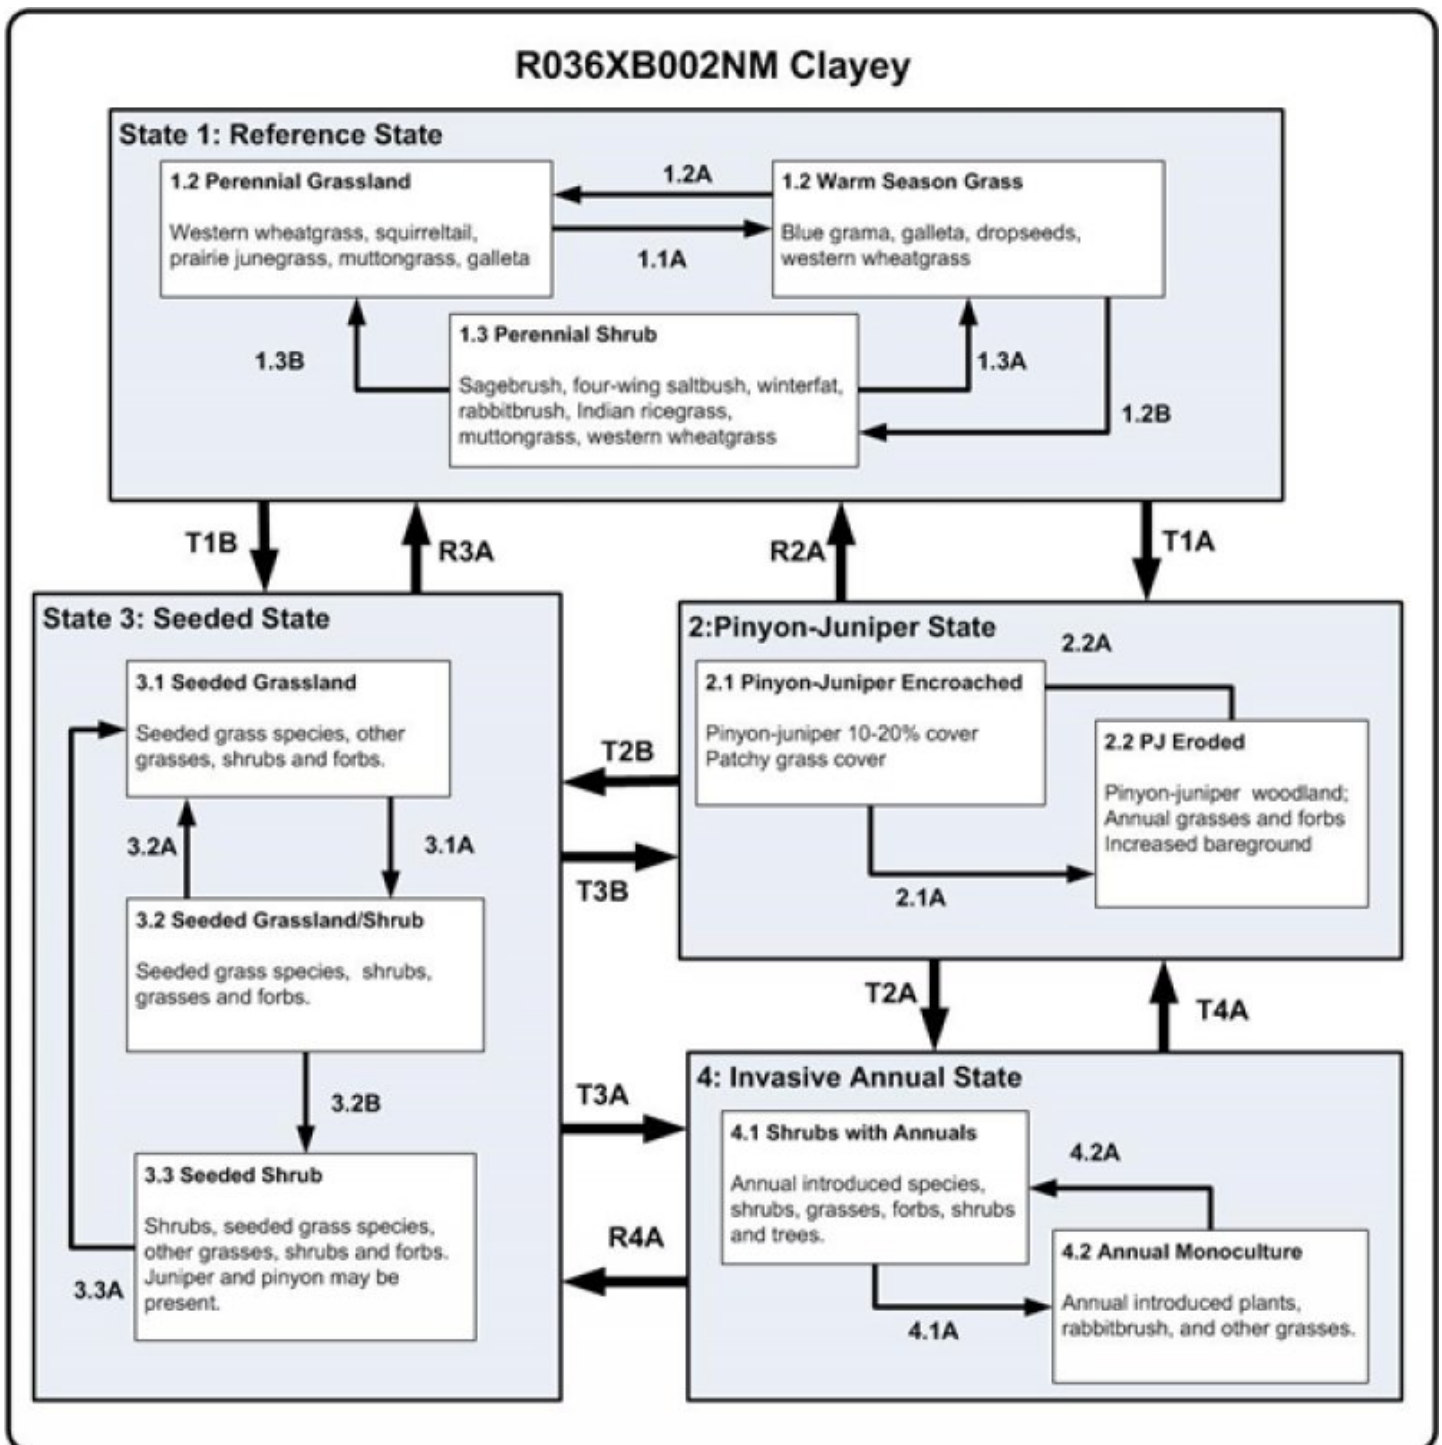 R036XB002NM Clayey
State 1: Reference State
1.2 Perennial Grassland
Western wheatgrass, squirreltail,
prairie junegrass, muttongrass, galleta
1.2A
1.1A
1.2 Warm Season Grass
Blue grama, galleta, dropseeds,
western wheatgrass
1.3B
1.3 Perennial Shrub
Sagebrush, four-wing saltbush, winterfat,
rabbitbrush, Indian ricegrass,
muttongrass, western wheatgrass
1.3A
1.2B
T1B
R3A
R2A
T1A
State 3: Seeded State
3.1 Seeded Grassland
Seeded grass species, other
grasses, shrubs and forbs.
3.2A
3.1A
3.2 Seeded Grassland/Shrub
Seeded grass species, shrubs,
grasses and forbs.
3.2B
3.3 Seeded Shrub
Shrubs, seeded grass species,
other grasses, shrubs and forbs.
Juniper and pinyon may be
present.
3.3A
T2B
T3B
2:Pinyon-Juniper State
2.2A
2.1 Pinyon-Juniper Encroached
Pinyon-juniper 10-20% cover
Patchy grass cover
2.2 PJ Eroded
Pinyon-juniper woodland;
Annual grasses and forbs
Increased bareground
2.1A
T2A
T4A
T3A
R4A
4: Invasive Annual State
4.1 Shrubs with Annuals
Annual introduced species,
shrubs, grasses, forbs, shrubs
and trees.
4.2A
4.2 Annual Monoculture
Annual introduced plants,
rabbitbrush, and other grasses.
4.1A